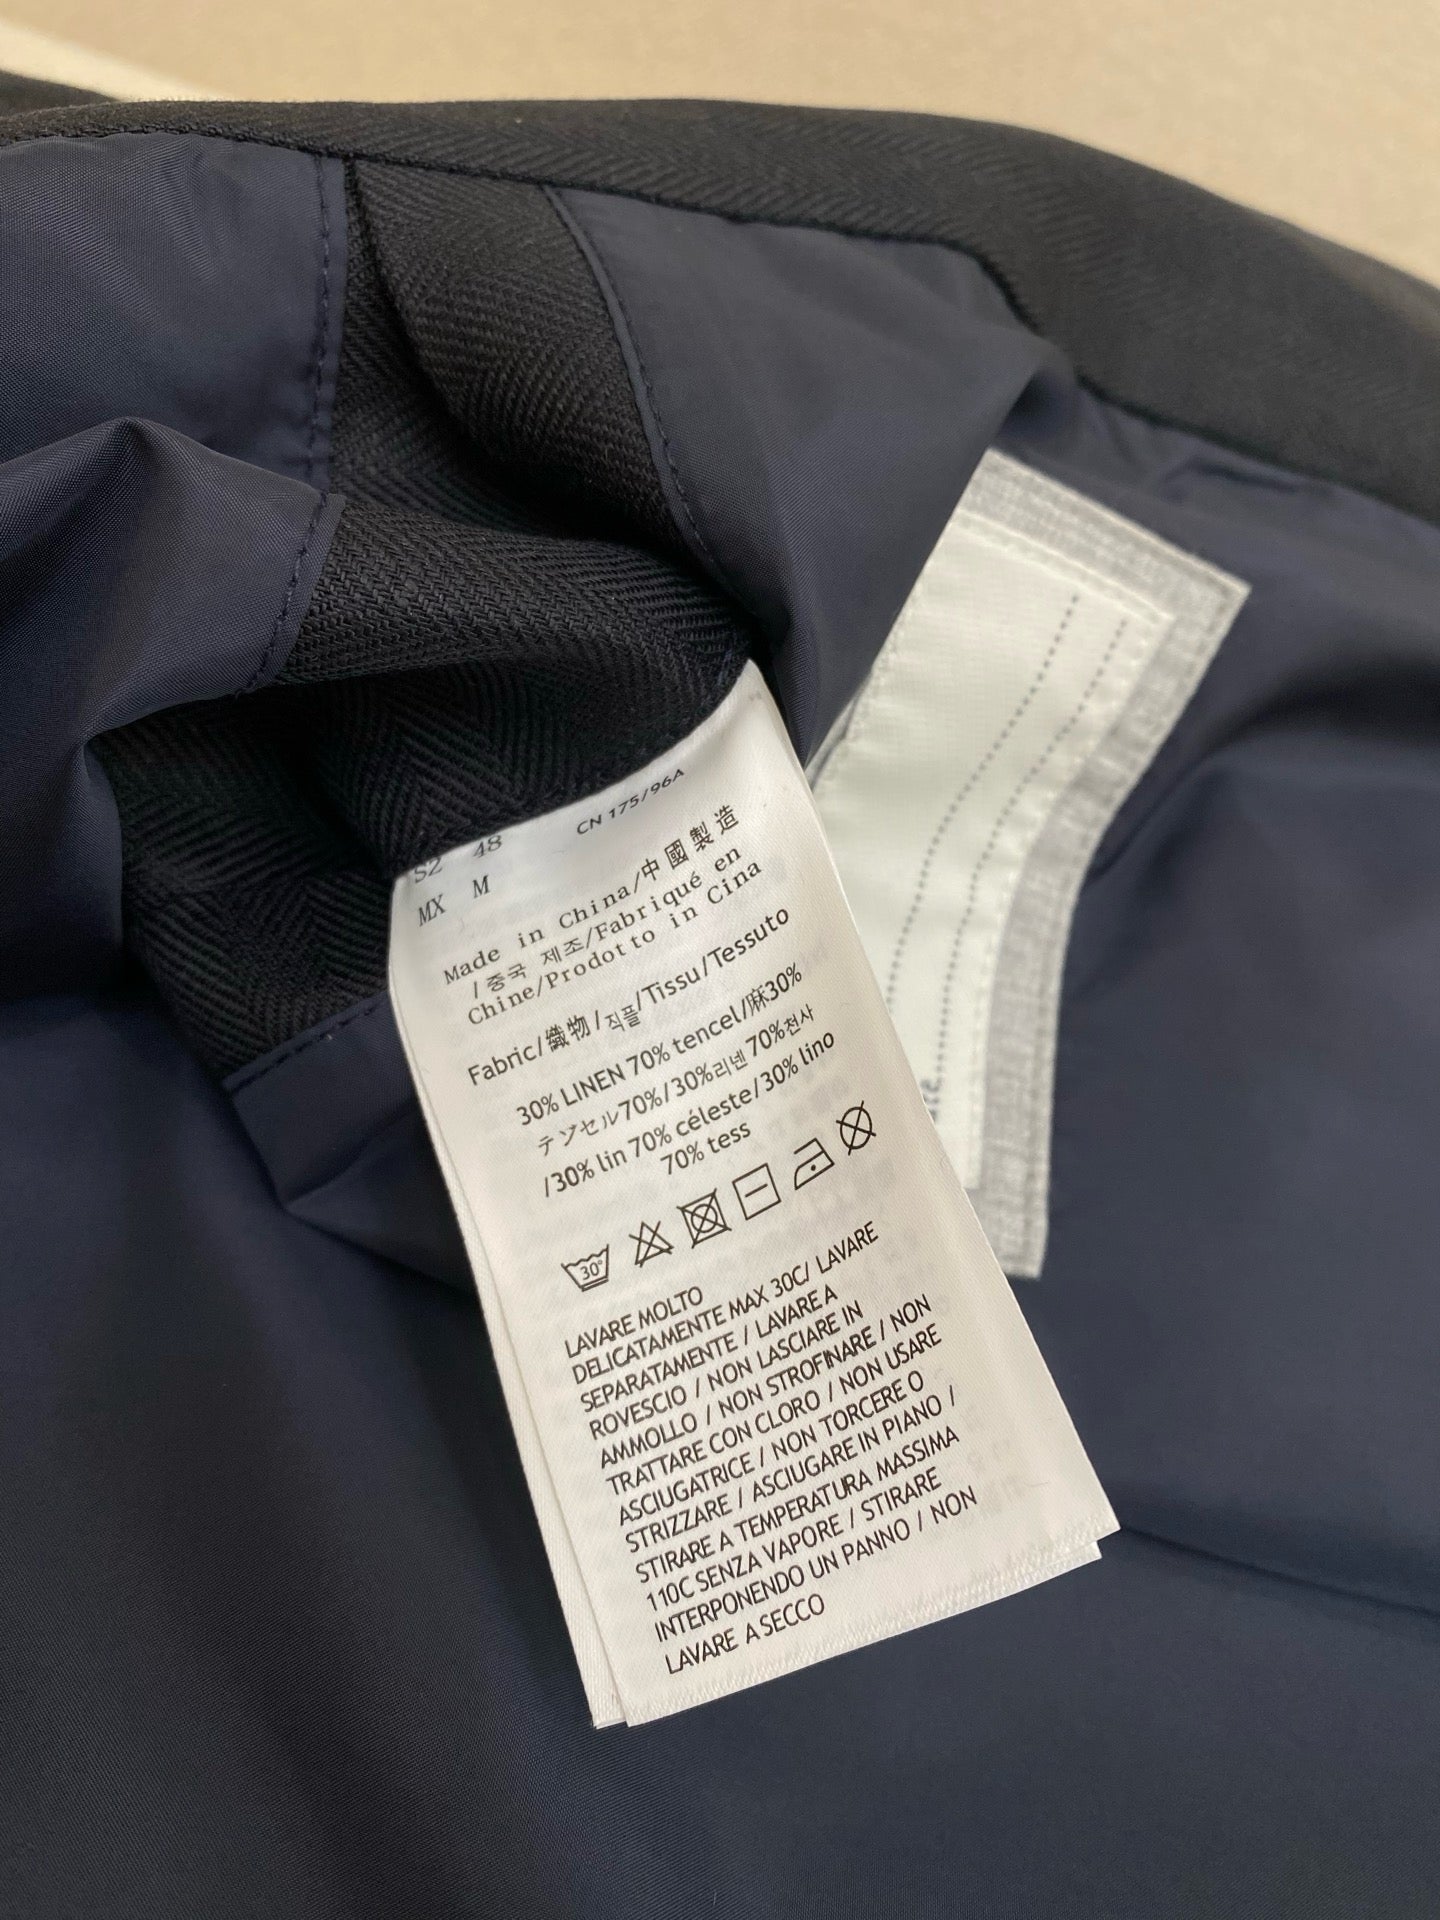 CN 175/96A
S2 48
MX M
Made in China/中國製造
/중국 제조/Fabriqué en
Chine/Prodotto in Cina
Fabric/織物/직플/Tissu/Tessuto
30% LINEN 70% tencel/麻30%
テゾセル70%/30%리넨 70%천사
/30% lin 70% céleste/30% lino
70% tess
30°
LAVARE MOLTO
DELICATAMENTE MAX 30C/ LAVARE
SEPARATAMENTE / LAVARE A
ROVESCIO / NON LASCIARE IN
AMMOLLO / NON STROFINARE / NON
TRATTARE CON CLORO / NON USARE
ASCIUGATRICE / NON TORCERE O
STRIZZARE / ASCIUGARE IN PIANO /
STIRARE A TEMPERATURA MASSIMA
110C SENZA VAPORE / STIRARE
INTERPONENDO UN PANNO / NON
LAVARE A SECCO